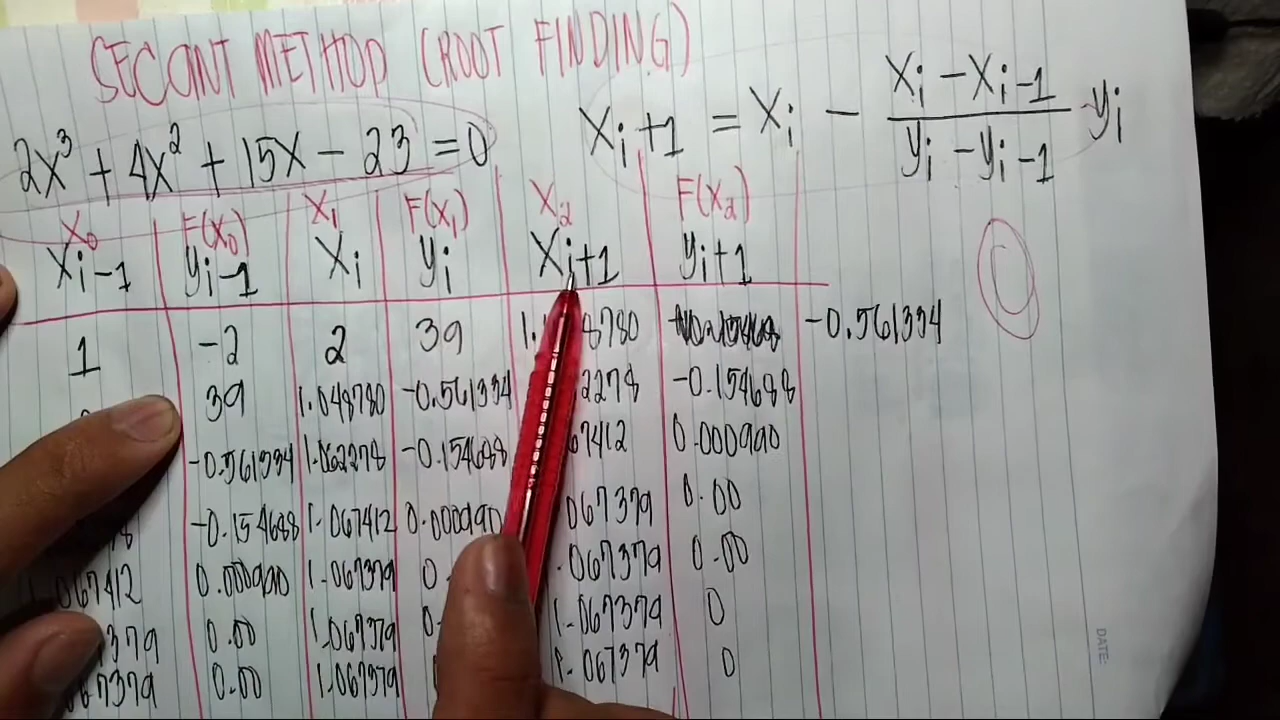 SECANT METHOD (ROOT FINDING)
2x³ + 4x² + 15x − 23 = 0
Xi+1 = Xi − (Xi − Xi−1)/(yi − yi−1) · yi
X₀ F(X₀) X₁ F(X₁) X₂ F(X₂)
Xi−1 yi−1 Xi yi Xi+1 yi+1
1 −2 2 39 −0.561334
39 1.048780 −0.561334 −0.154688
−0.561334 1.062278 −0.154688 0.000990
−0.154688 1.067412 0.000990 067379 0.00
067412 0.000990 1.067379 .067379 0.00
0.00 1.067379 1.067379 0
0.00 1.067379 1.067379 0
DATE: